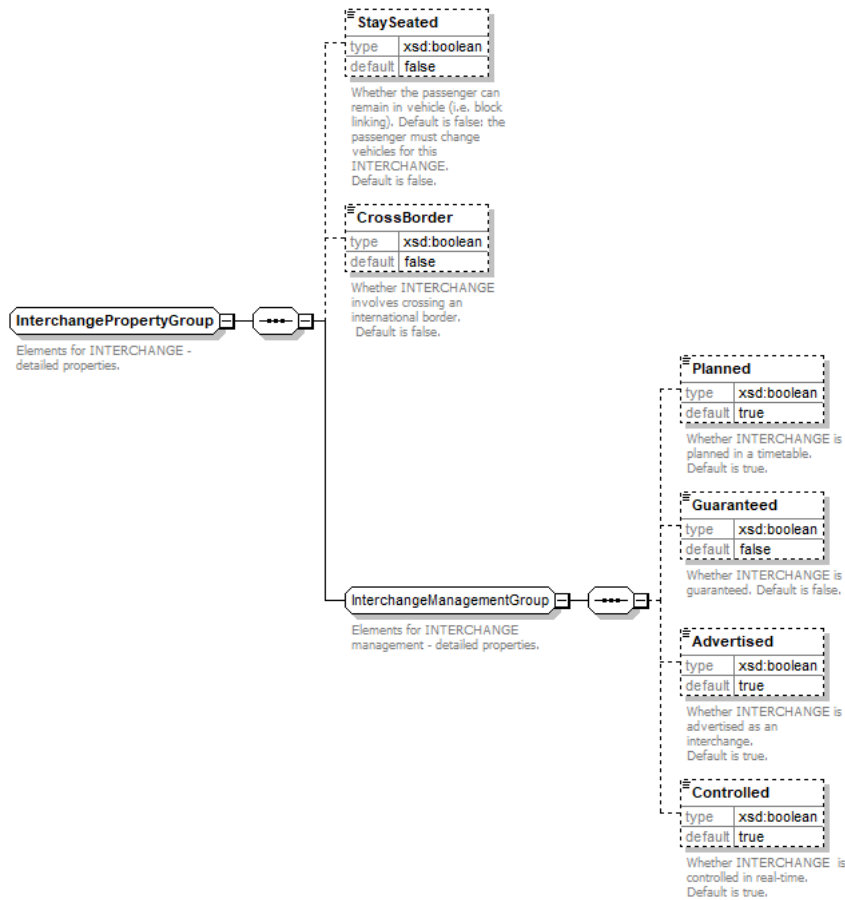 StaySeated
type xsd:boolean
default false
Whether the passenger can
remain in vehicle (i.e. block
linking). Default is false: the
passenger must change
vehicles for this
INTERCHANGE.
Default is false.
CrossBorder
type xsd:boolean
default false
Whether INTERCHANGE
involves crossing an
international border.
Default is false.
InterchangePropertyGroup
Elements for INTERCHANGE -
detailed properties.
InterchangeManagementGroup
Elements for INTERCHANGE
management - detailed properties.
Planned
type xsd:boolean
default true
Whether INTERCHANGE is
planned in a timetable.
Default is true.
Guaranteed
type xsd:boolean
default false
Whether INTERCHANGE is
guaranteed. Default is false.
Advertised
type xsd:boolean
default true
Whether INTERCHANGE is
advertised as an
interchange.
Default is true.
Controlled
type xsd:boolean
default true
Whether INTERCHANGE is
controlled in real-time.
Default is true.